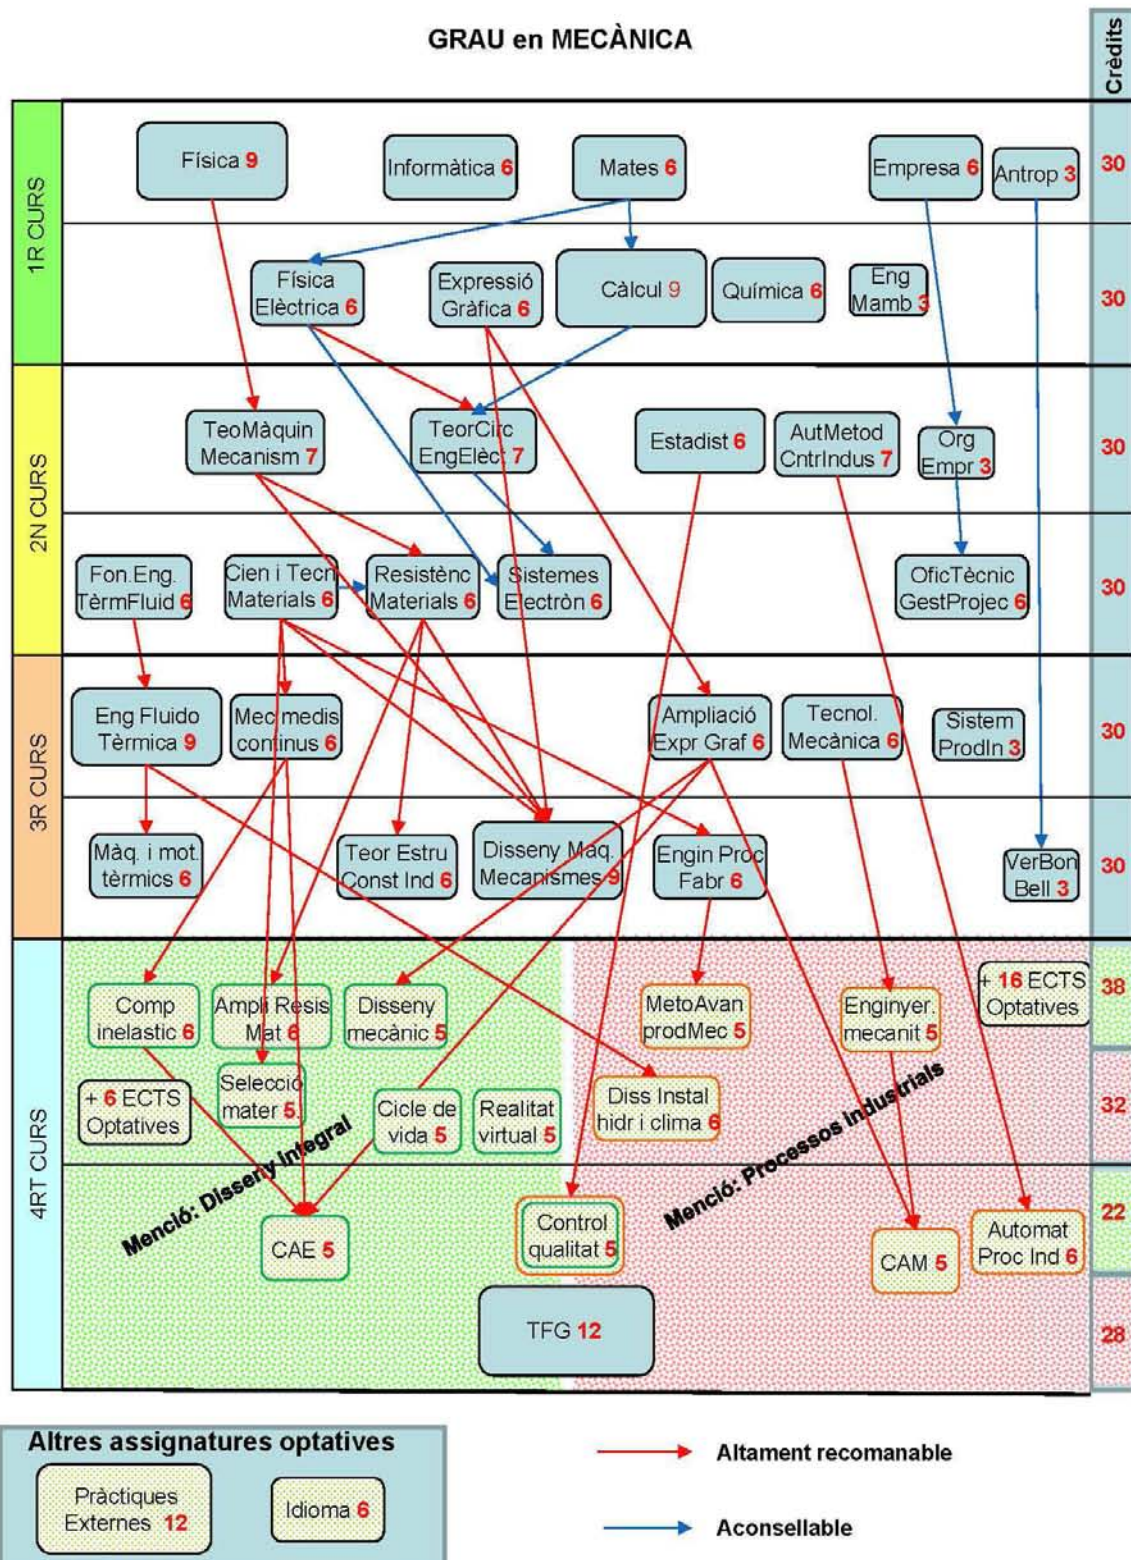 GRAU en MECÀNICA
Crèdits
1R CURS
Física 9
Informàtica 6
Mates 6
Empresa 6
Antrop 3
30
Física
Elèctrica 6
Expressió
Gràfica 6
Càlcul 9
Química 6
Eng
Mamb 3
30
2N CURS
TeoMàquin
Mecanism 7
TeorCirc
EngElèct 7
Estadist 6
AutMetod
CntrIndus 7
Org
Empr 3
30
Fon.Eng.
TèrmFluid 6
Cien i Tecn
Materials 6
Resistènc
Materials 6
Sistemes
Electròn 6
OficTècnic
GestProjec 6
30
3R CURS
Eng Fluido
Tèrmica 9
Mec medis
continus 6
Ampliació
Expr Graf 6
Tecnol.
Mecànica 6
Sistem
ProdIn 3
30
Màq. i mot.
tèrmics 6
Teor Estru
Const Ind 6
Disseny Maq.
Mecanismes 9
Engin Proc
Fabr 6
VerBon
Bell 3
30
4RT CURS
Comp
inelastic 6
Ampli Resis
Mat 6
Disseny
mecànic 5
MetoAvan
prodMec 5
Enginyer.
mecanit 5
+ 16 ECTS
Optatives
38
+ 6 ECTS
Optatives
Selecció
mater 5.
Cicle de
vida 5
Realitat
virtual 5
Diss Instal
hidr i clima 6
32
Menció: Disseny Integral
Menció: Processos industrials
CAE 5
Control
qualitat 5
CAM 5
Automat
Proc Ind 6
22
TFG 12
28
Altres assignatures optatives
Pràctiques
Externes 12
Idioma 6
Altament recomanable
Aconsellable